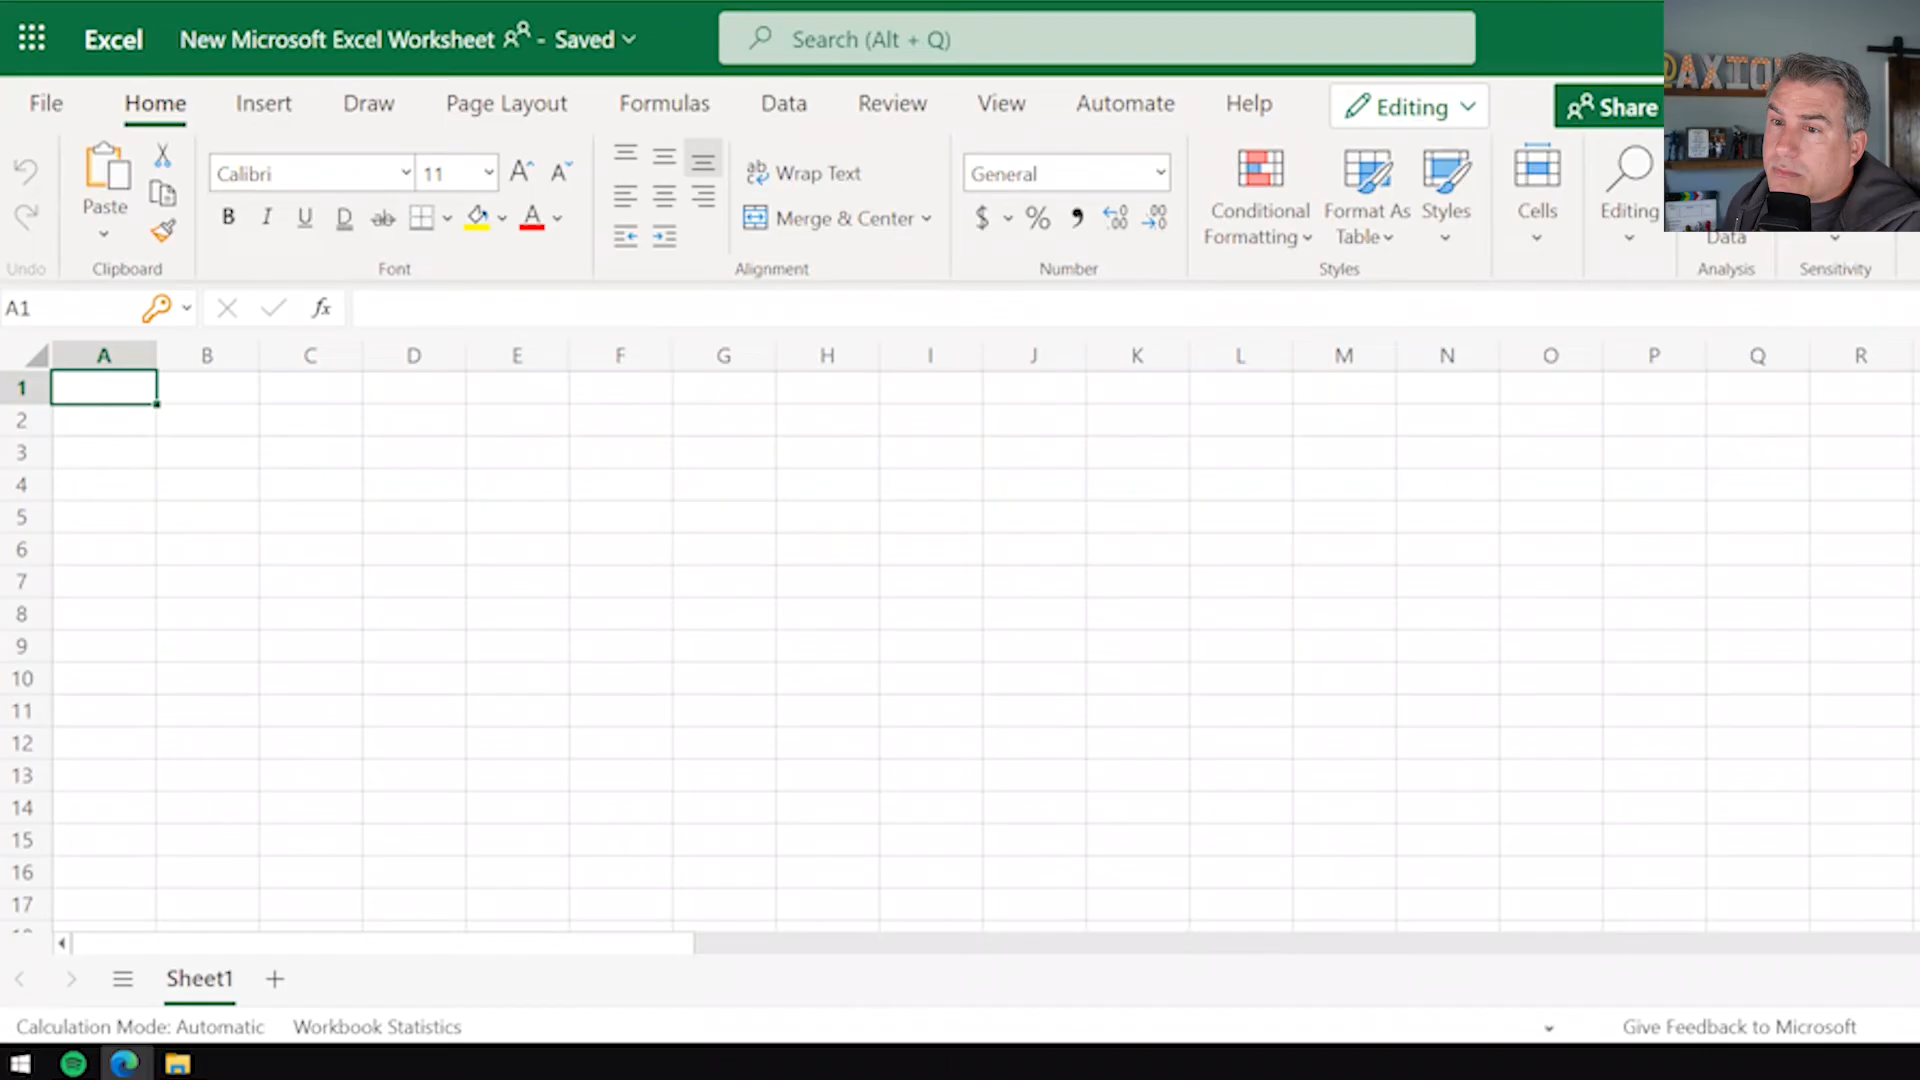 Excel New Microsoft Excel Worksheet - Saved Search (Alt + Q)
File Home Insert Draw Page Layout Formulas Data Review View Automate Help Editing Share
Calibri 11 Wrap Text General
Paste B I U D ab Merge & Center $ % Conditional Formatting Format As Table Styles Cells Editing Data
Undo Clipboard Font Alignment Number Styles Analysis Sensitivity
A1 fx
A B C D E F G H I J K L M N O P Q R
1
2
3
4
5
6
7
8
9
10
11
12
13
14
15
16
17
Sheet1
Calculation Mode: Automatic Workbook Statistics Give Feedback to Microsoft